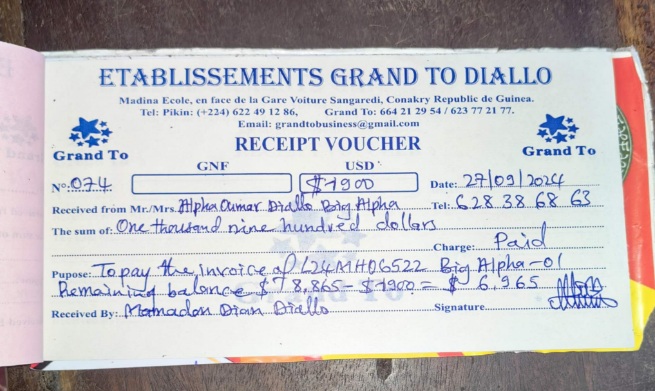 ETABLISSEMENTS GRAND TO DIALLO
Madina Ecole, en face de la Gare Voiture Sangaredi, Conakry Republic de Guinea.
Tel: Pikin: (+224) 622 49 12 86, Grand To: 664 21 29 54 / 623 77 21 77.
Email: grandtobusiness@gmail.com
Grand To RECEIPT VOUCHER Grand To
GNF USD
N°: 074 $1900 Date: 27/09/2024
Received from Mr./Mrs. Alpha Oumar Diallo Big Alpha Tel: 628 38 68 63
The sum of: One thousand nine hundred dollars
Charge: Paid
Pupose: To pay the invoice of L24MH06522 Big Alpha-01
Remaining balance $ 8,865 - $1900 = $ 6,965
Grand To
Received By: Mamadou Dian Diallo Signature